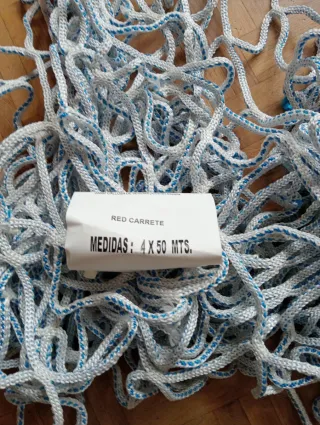 RED CARRETE
MEDIDAS: 4 X 50 MTS.